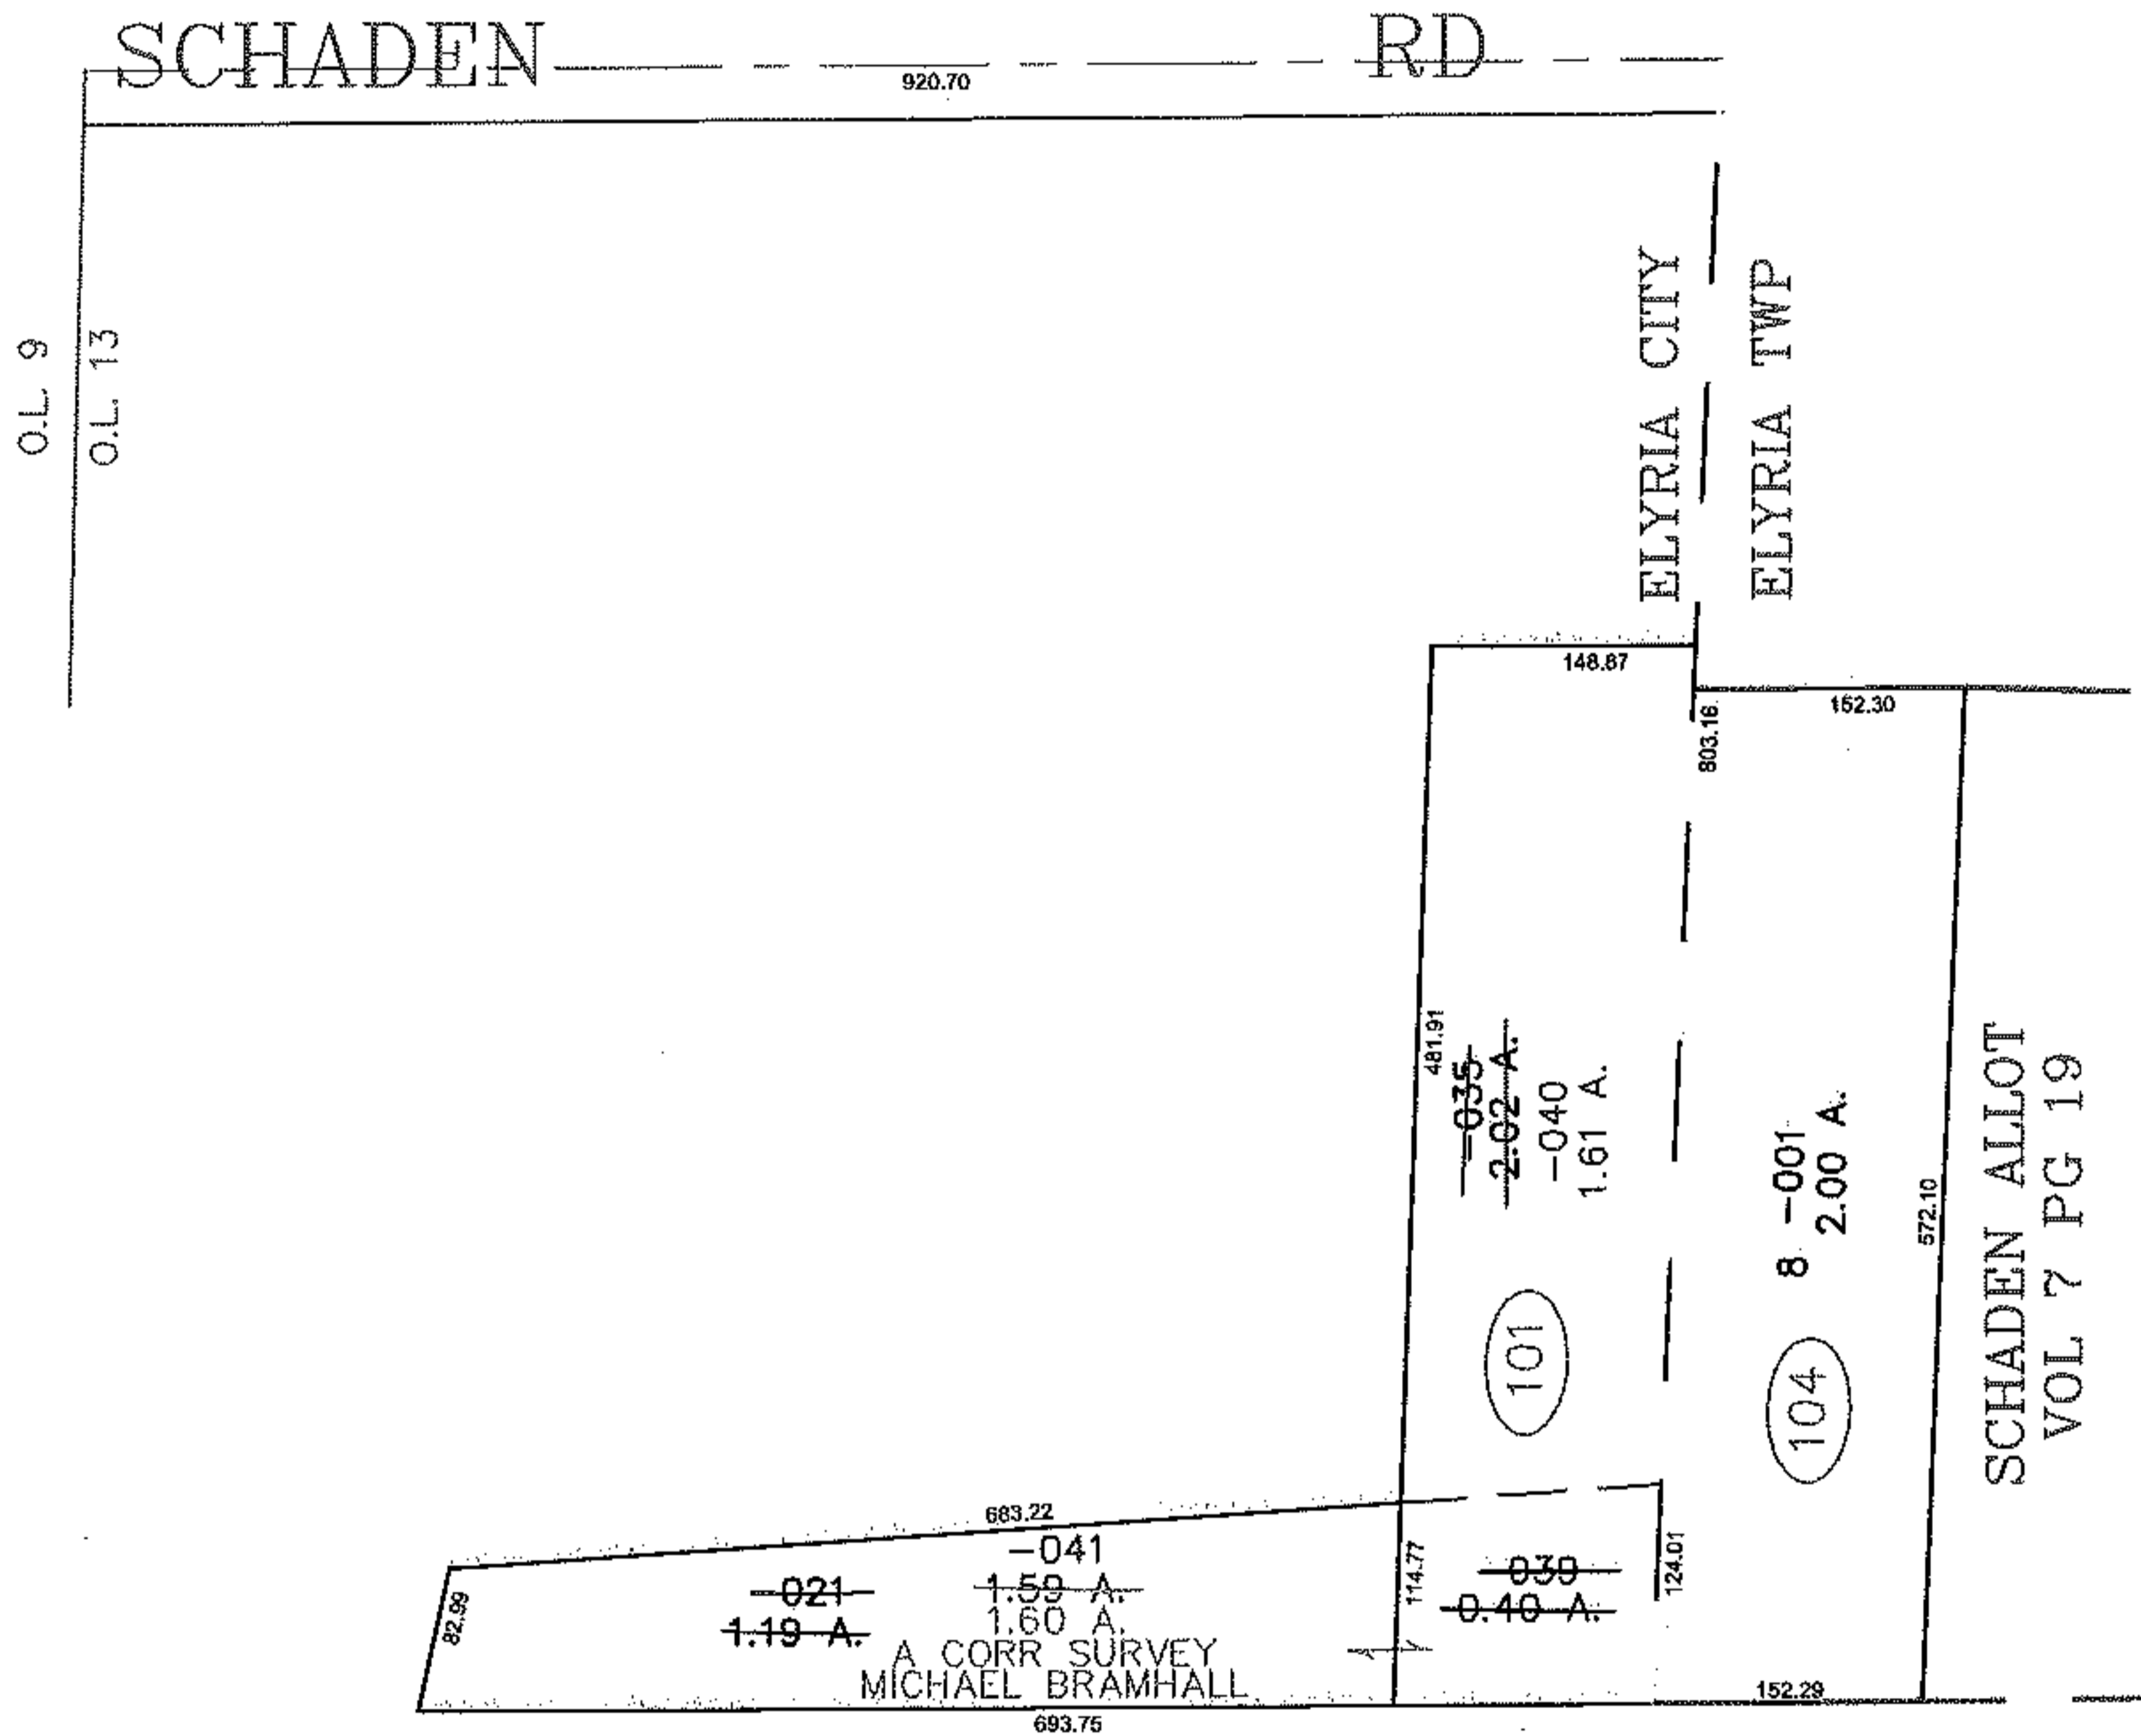 SCHADEN RD
920.70
O.L. 9
O.L. 13
ELYRIA CITY
ELYRIA TWP
148.87
152.30
803.16
481.91
-035
2.02 A.
-040
1.61 A.
8 -001
2.00 A.
572.10
SCHADEN ALLOT
VOL 7 PG 19
101
104
683.22
-041
-021
1.59 A.
1.19 A.
1.60 A.
A CORR SURVEY
MICHAEL BRAMHALL
82.99
114.77
-039
0.40 A.
124.01
152.29
693.75